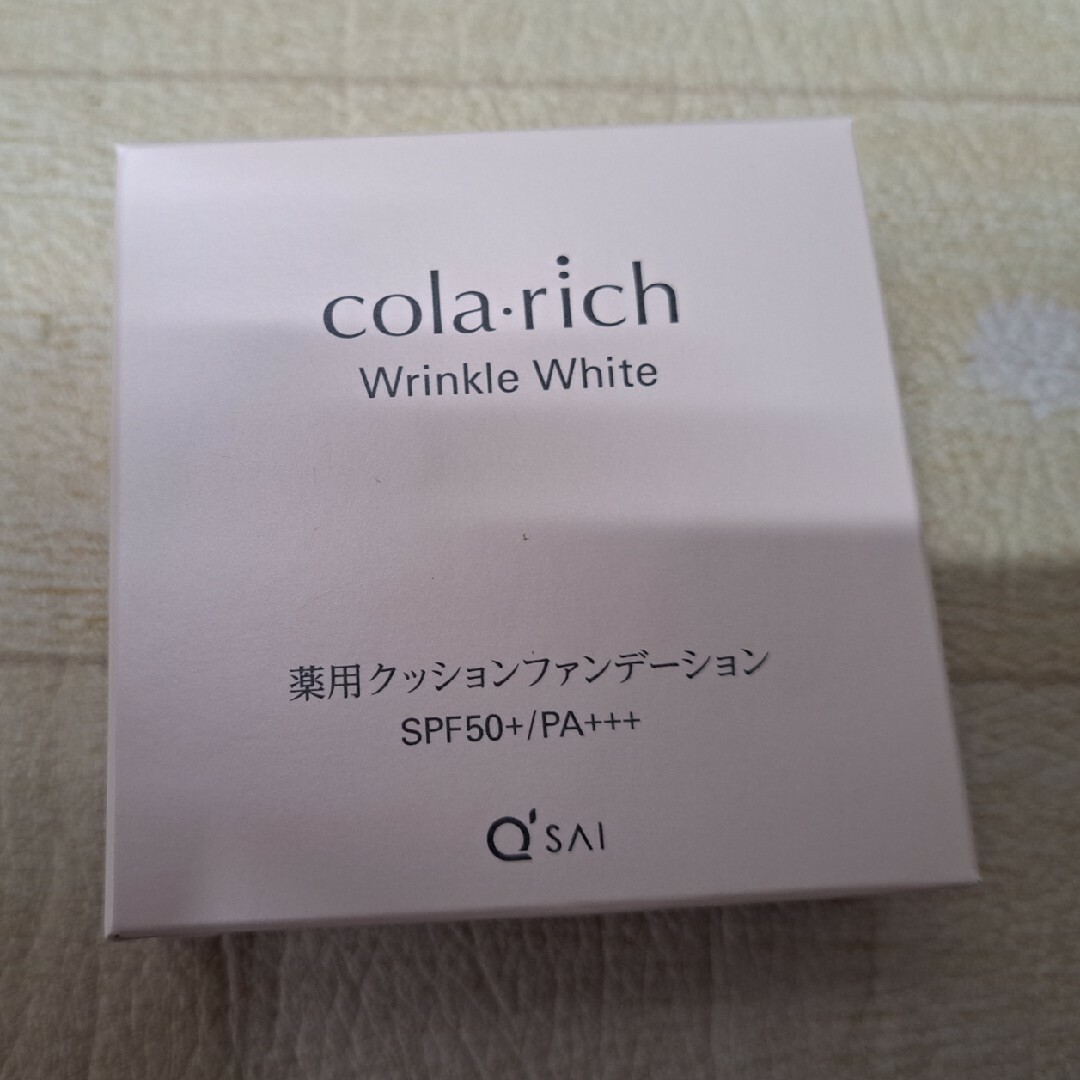 cola·rich
Wrinkle White
薬用クッションファンデーション
SPF50+/PA+++
Q'SAI